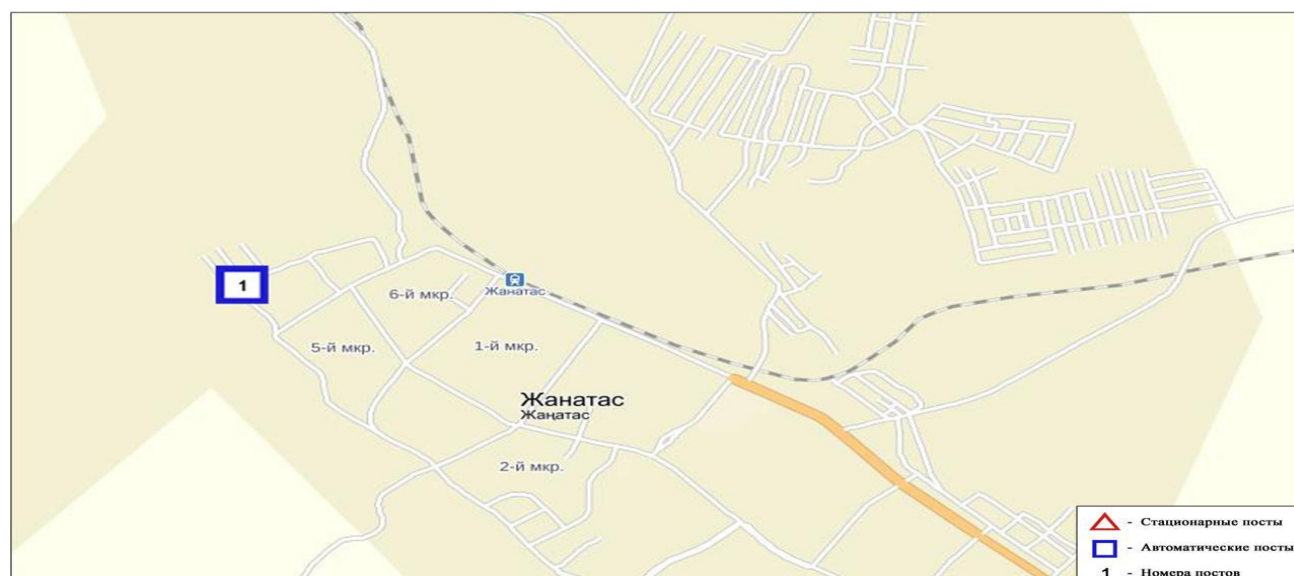 1
6-й мкр.
Жанатас
5-й мкр.
1-й мкр.
Жанатас
Жаңатас
2-й мкр.
- Стационарные посты
- Автоматические посты
1 - Номера постов